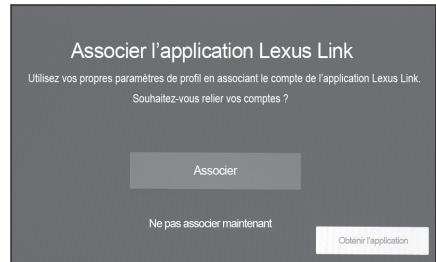 Associer l'application Lexus Link
Utilisez vos propres paramètres de profil en associant le compte de l'application Lexus Link.
Souhaitez-vous relier vos comptes ?
Associer
Ne pas associer maintenant
Obtenir l'application